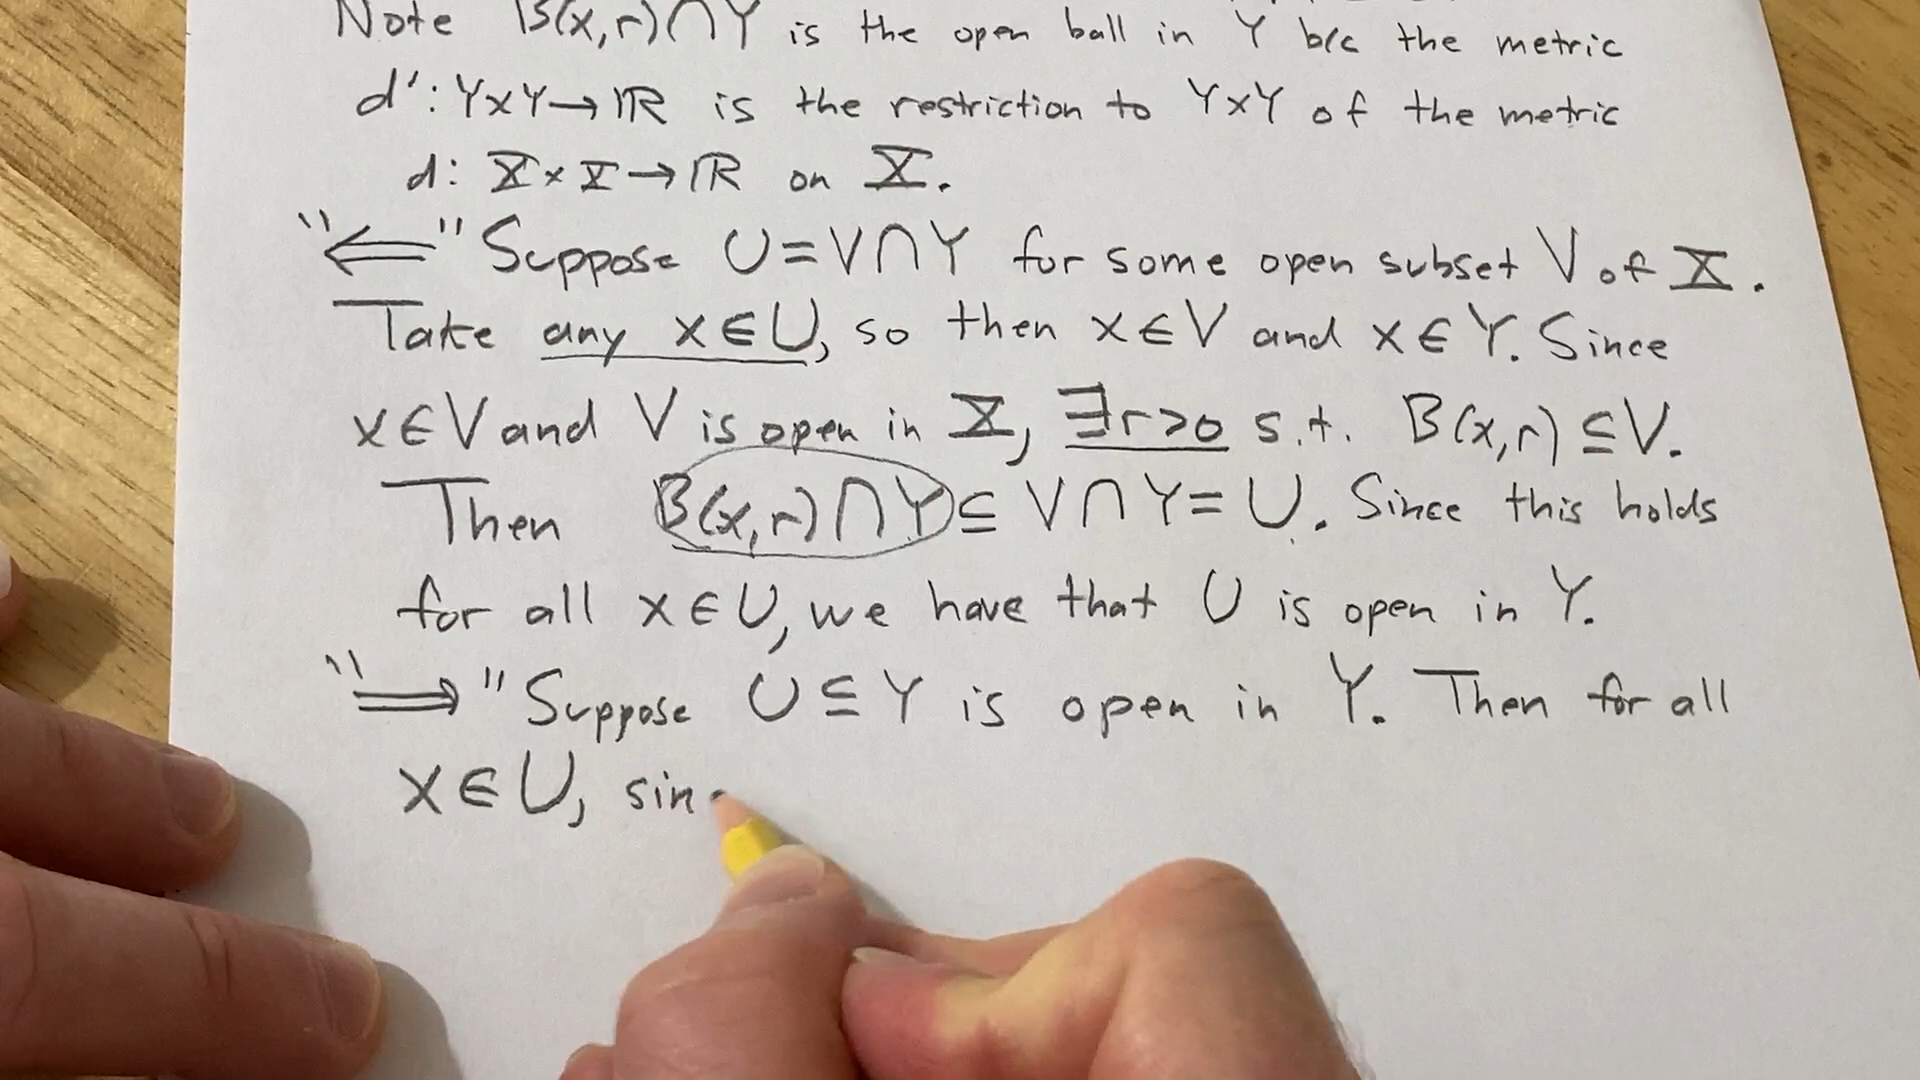 Note B(x,r)∩Y is the open ball in Y b/c the metric
d': Y×Y→ℝ is the restriction to Y×Y of the metric
d: X×X→ℝ on X.
"⇐" Suppose U=V∩Y for some open subset V of X.
Take any x∈U, so then x∈V and x∈Y. Since
x∈V and V is open in X, ∃r>0 s.t. B(x,r)⊆V.
Then B(x,r)∩Y⊆V∩Y=U. Since this holds
for all x∈U, we have that U is open in Y.
"⟹" Suppose U⊆Y is open in Y. Then for all
x∈U, sin